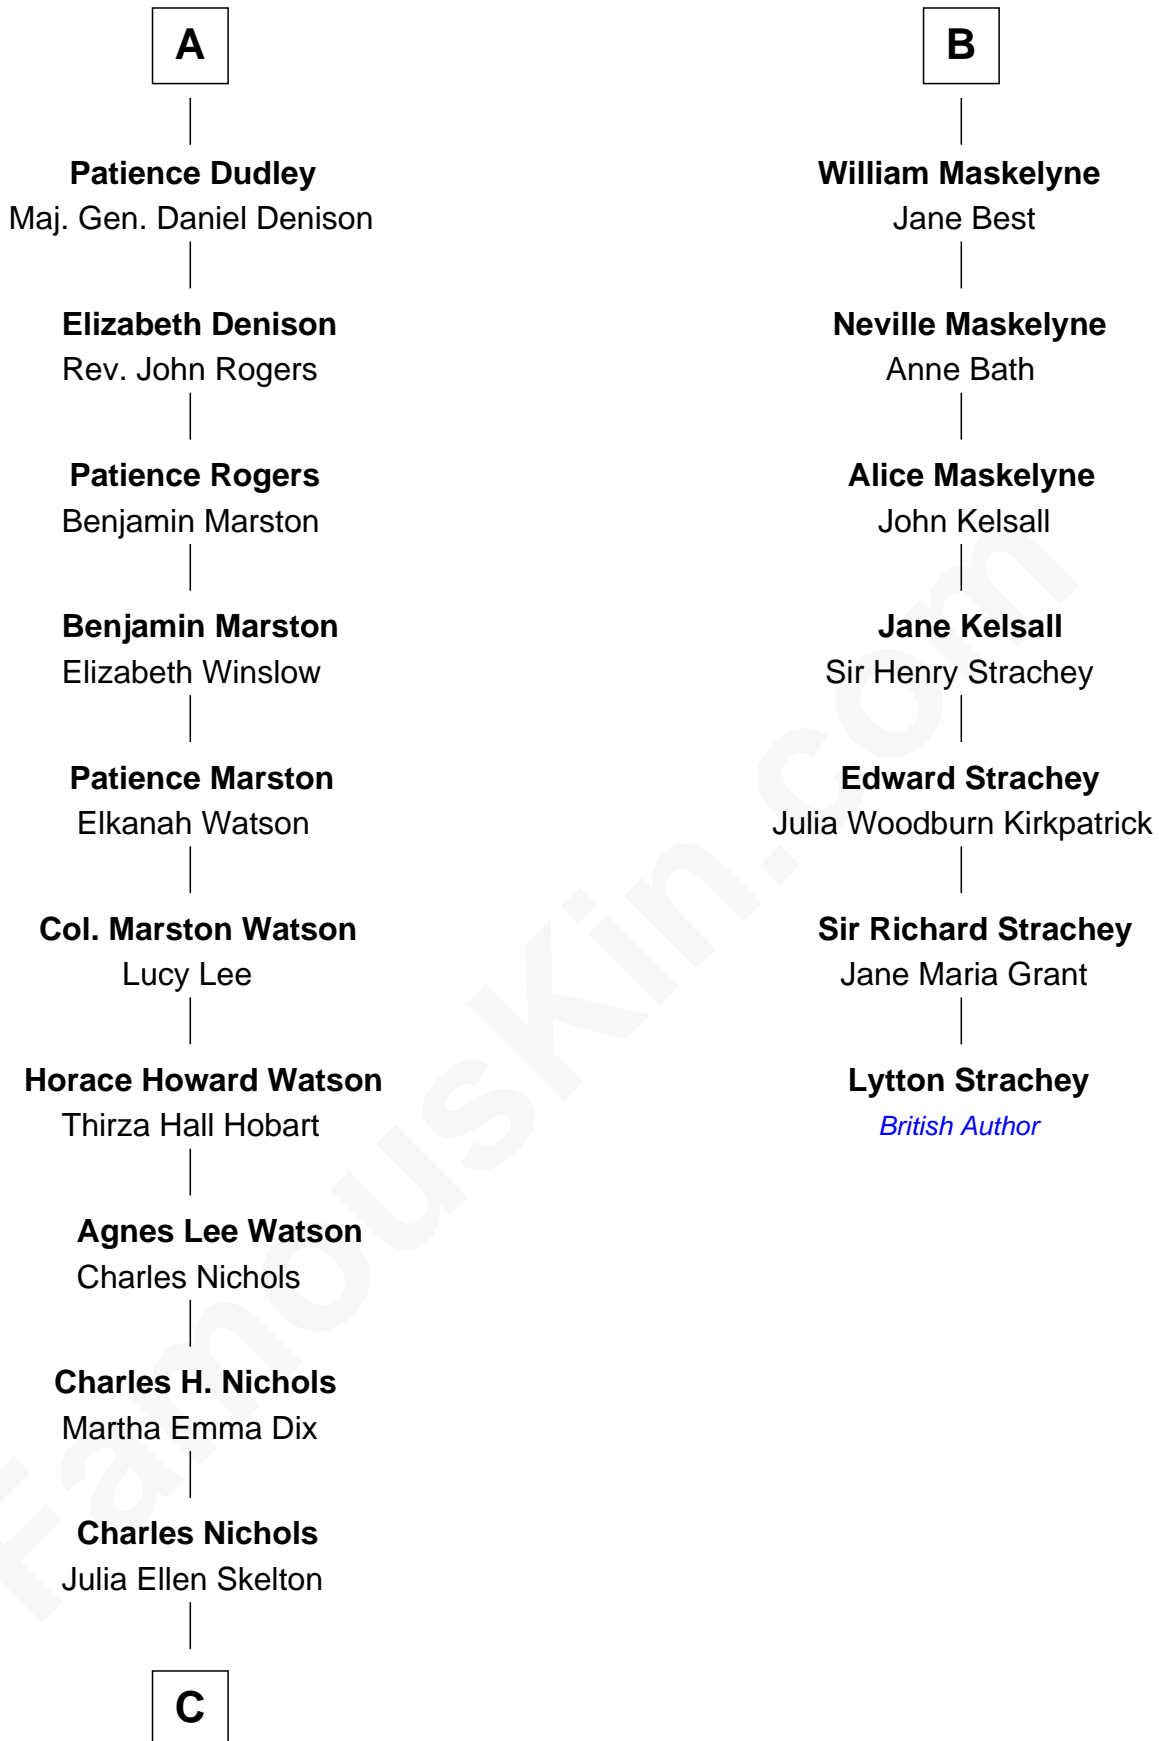 A
Patience Dudley
Maj. Gen. Daniel Denison
Elizabeth Denison
Rev. John Rogers
Patience Rogers
Benjamin Marston
Benjamin Marston
Elizabeth Winslow
Patience Marston
Elkanah Watson
Col. Marston Watson
Lucy Lee
Horace Howard Watson
Thirza Hall Hobart
Agnes Lee Watson
Charles Nichols
Charles H. Nichols
Martha Emma Dix
Charles Nichols
Julia Ellen Skelton
C
B
William Maskelyne
Jane Best
Neville Maskelyne
Anne Bath
Alice Maskelyne
John Kelsall
Jane Kelsall
Sir Henry Strachey
Edward Strachey
Julia Woodburn Kirkpatrick
Sir Richard Strachey
Jane Maria Grant
Lytton Strachey
British Author
FamousKin.com